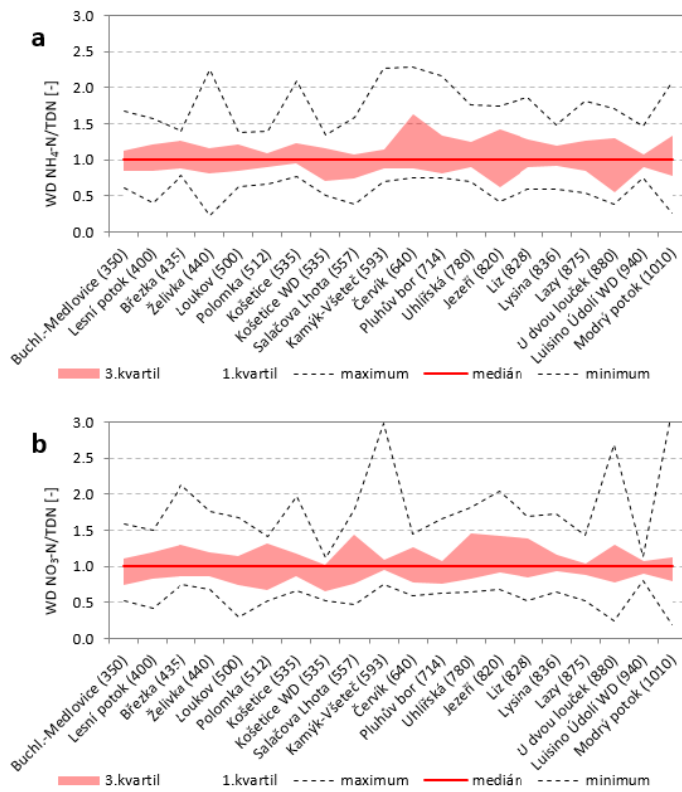 a
WD NH₄-N/TDN [-]
3.0
2.5
2.0
1.5
1.0
0.5
0.0
Buchl.-Medlovice (350)
Lesní potok (400)
Březka (435)
Želivka (440)
Loukov (500)
Polomka (512)
Košetice (535)
Košetice WD (535)
Salačova Lhota (557)
Kamýk-Všeteč (593)
Červík (640)
Pluhův bor (714)
Uhlířská (780)
Jezeří (820)
Liz (828)
Lysina (836)
Lazy (875)
U dvou louček (880)
Luisino Údolí WD (940)
Modrý potok (1010)
3.kvartil 1.kvartil maximum medián minimum
b
WD NO₃-N/TDN [-]
3.0
2.5
2.0
1.5
1.0
0.5
0.0
Buchl.-Medlovice (350)
Lesní potok (400)
Březka (435)
Želivka (440)
Loukov (500)
Polomka (512)
Košetice (535)
Košetice WD (535)
Salačova Lhota (557)
Kamýk-Všeteč (593)
Červík (640)
Pluhův bor (714)
Uhlířská (780)
Jezeří (820)
Liz (828)
Lysina (836)
Lazy (875)
U dvou louček (880)
Luisino Údolí WD (940)
Modrý potok (1010)
3.kvartil 1.kvartil maximum medián minimum